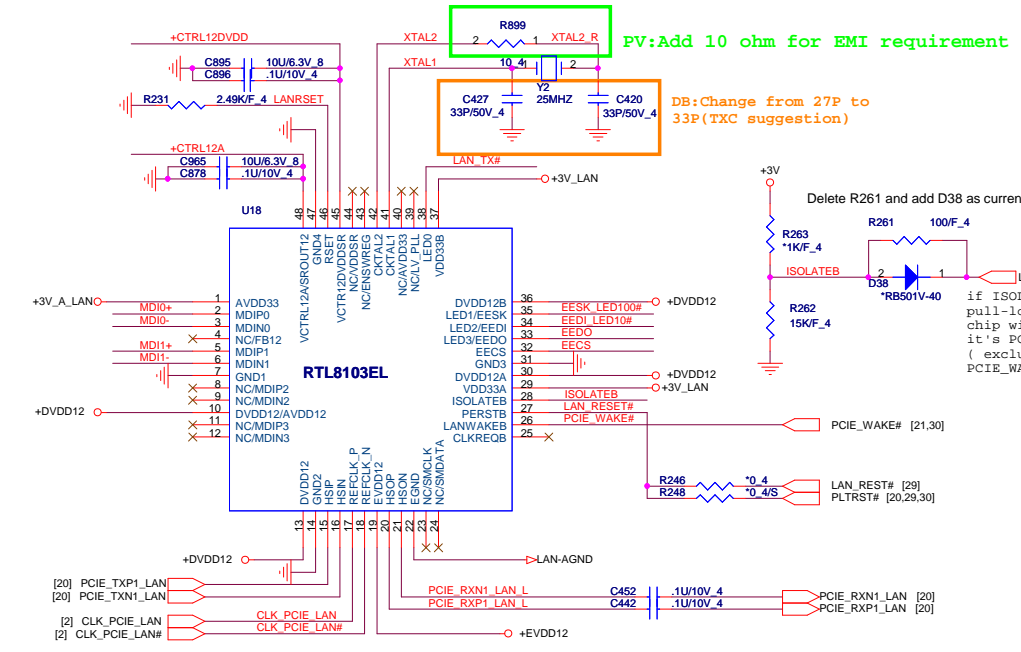 R899
+CTRL12DVDD
XTAL2 2 1 XTAL2_R
PV:Add 10 ohm for EMI requirement
C895 10U/6.3V_8
C896 .1U/10V_4
XTAL1 10_4 1 2
Y2
25MHZ
R231 2.49K/F_4 LANRSET
C427
33P/50V_4
C420
33P/50V_4
DB:Change from 27P to
33P(TXC suggestion)
+CTRL12A
C965 10U/6.3V_8
C878 .1U/10V_4
LAN_TX#
+3V_LAN
+3V
Delete R261 and add D38 as curren
R261 100/F_4
R263
*1K/F_4
ISOLATEB
2 1
D38
*RB501V-40
R262
15K/F_4
if ISOL
pull-lo
chip wi
it's PC
( exclu
PCIE_WA
U18
48 47 46 45 44 43 42 41 40 39 38 37
VCTRL12A/SROUT12
GND4
RSET
VCTR12DVDDSR
NC/VDDSR
NC/ENSWREG
CKTAL2
CKTAL1
NC/AVDD33
NC/LV_PLL
LED0
VDD33B
+3V_A_LAN 1 AVDD33
MDI0+ 2 MDIP0
MDI0- 3 MDIN0
4 NC/FB12
MDI1+ 5 MDIP1
MDI1- 6 MDIN1
7 GND1
8 NC/MDIP2
9 NC/MDIN2
+DVDD12 10 DVDD12/AVDD12
11 NC/MDIP3
12 NC/MDIN3
RTL8103EL
DVDD12B 36 +DVDD12
LED1/EESK 35 EESK_LED100#
LED2/EEDI 34 EEDI_LED10#
LED3/EEDO 33 EEDO
EECS 32 EECS
GND3 31
DVDD12A 30 +DVDD12
VDD33A 29 +3V_LAN
ISOLATEB 28 ISOLATEB
PERSTB 27 LAN_RESET#
LANWAKEB 26 PCIE_WAKE# PCIE_WAKE# [21,30]
CLKREQB 25
DVDD12
GND2
HSIP
HSIN
REFCLK_P
REFCLK_N
EVDD12
HSOP
HSON
EGND
NC/SMCLK
NC/SMDATA
13 14 15 16 17 18 19 20 21 22 23 24
R246 *0_4 LAN_REST# [29]
R248 *0_4/S PLTRST# [20,29,30]
+DVDD12
LAN-AGND
[20] PCIE_TXP1_LAN
[20] PCIE_TXN1_LAN
PCIE_RXN1_LAN_L C452 .1U/10V_4 PCIE_RXN1_LAN [20]
PCIE_RXP1_LAN_L C442 .1U/10V_4 PCIE_RXP1_LAN [20]
[2] CLK_PCIE_LAN CLK_PCIE_LAN
[2] CLK_PCIE_LAN# CLK_PCIE_LAN#
+EVDD12